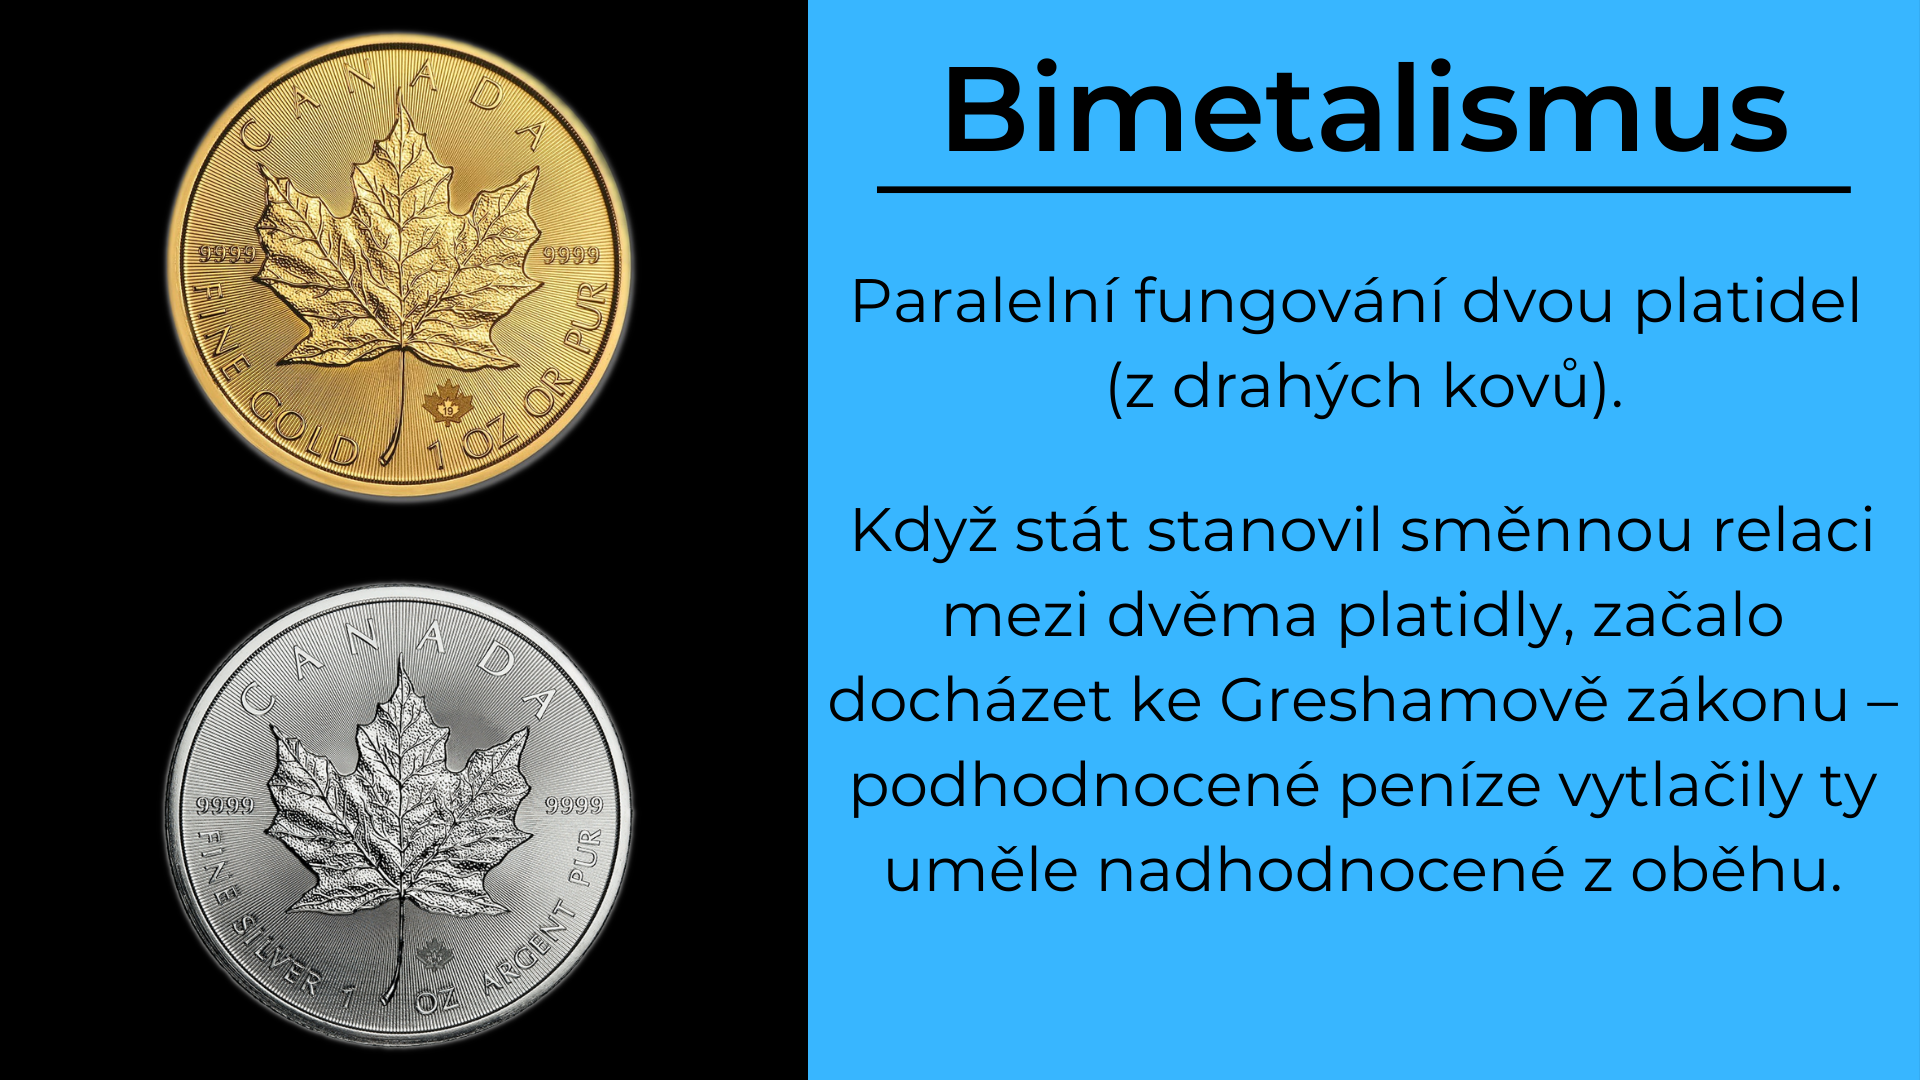 CANADA
9999 9999
FINE GOLD 1 OZ OR PUR
19
CANADA
9999 9999
FINE SILVER 1 OZ ARGENT PUR
Bimetalismus
Paralelní fungování dvou platidel
(z drahých kovů).
Když stát stanovil směnnou relaci
mezi dvěma platidly, začalo
docházet ke Greshamově zákonu –
podhodnocené peníze vytlačily ty
uměle nadhodnocené z oběhu.